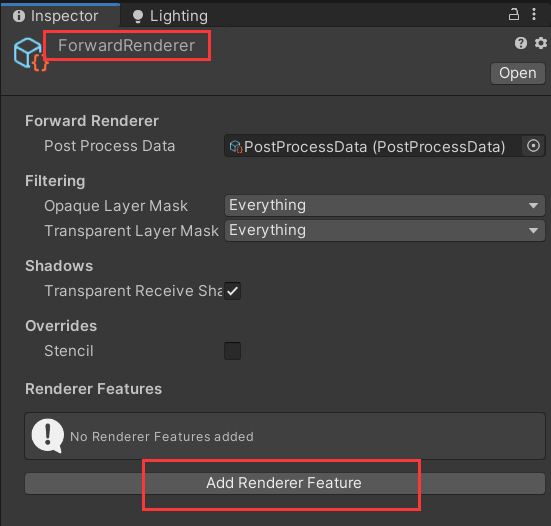 Inspector
Lighting
ForwardRenderer
Open
Forward Renderer
Post Process Data
PostProcessData (PostProcessData)
Filtering
Opaque Layer Mask
Everything
Transparent Layer Mask
Everything
Shadows
Transparent Receive Sha
Overrides
Stencil
Renderer Features
No Renderer Features added
Add Renderer Feature